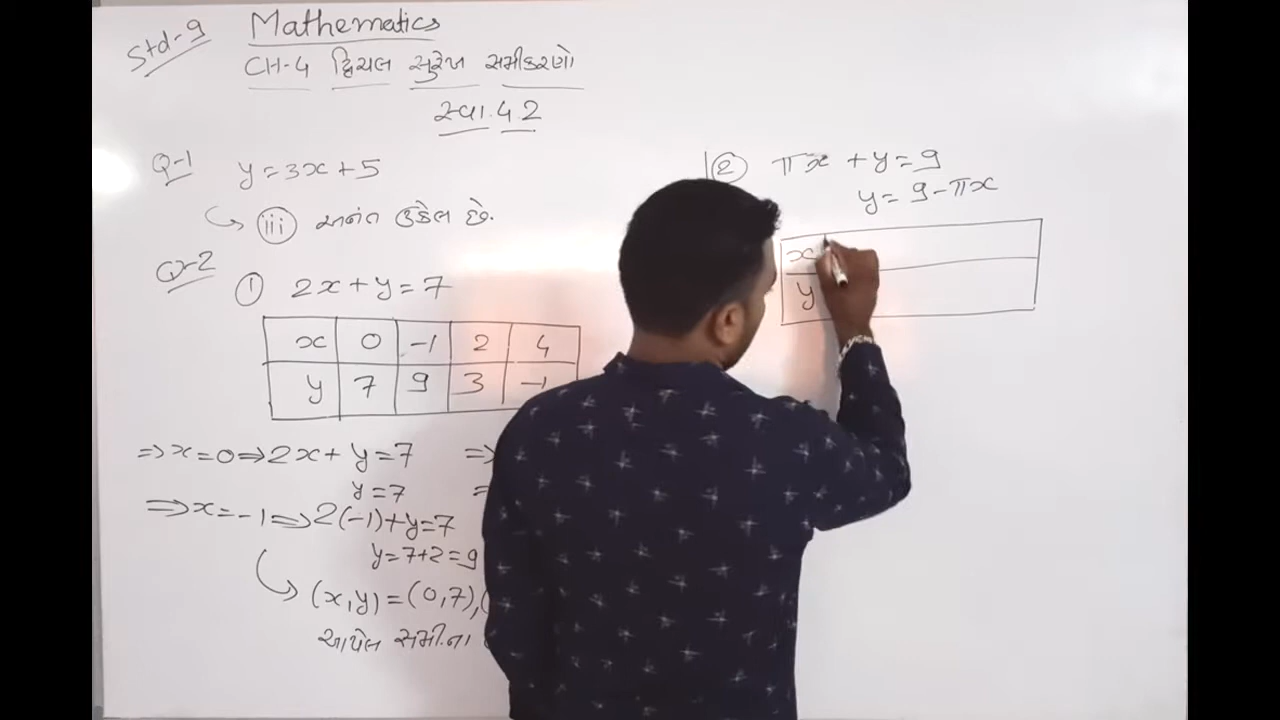 Std-9
Mathematics
CH-4 દ્વિચલ સુરેખ સમીકરણો
સ્વા.4.2
Q-1 y=3x+5
↪ (iii) અનંત ઉકેલ છે.
Q-2
① 2x+y=7
x 0 -1 2 4
y 7 9 3 -1
⇒x=0⇒2x+y=7 ⇒
y=7
⇒x=-1⇒2(-1)+y=7
y=7+2=9
↪ (x,y)=(0,7),(
આપેલ સમી.ના
② πx+y=9
y=9-πx
x
y